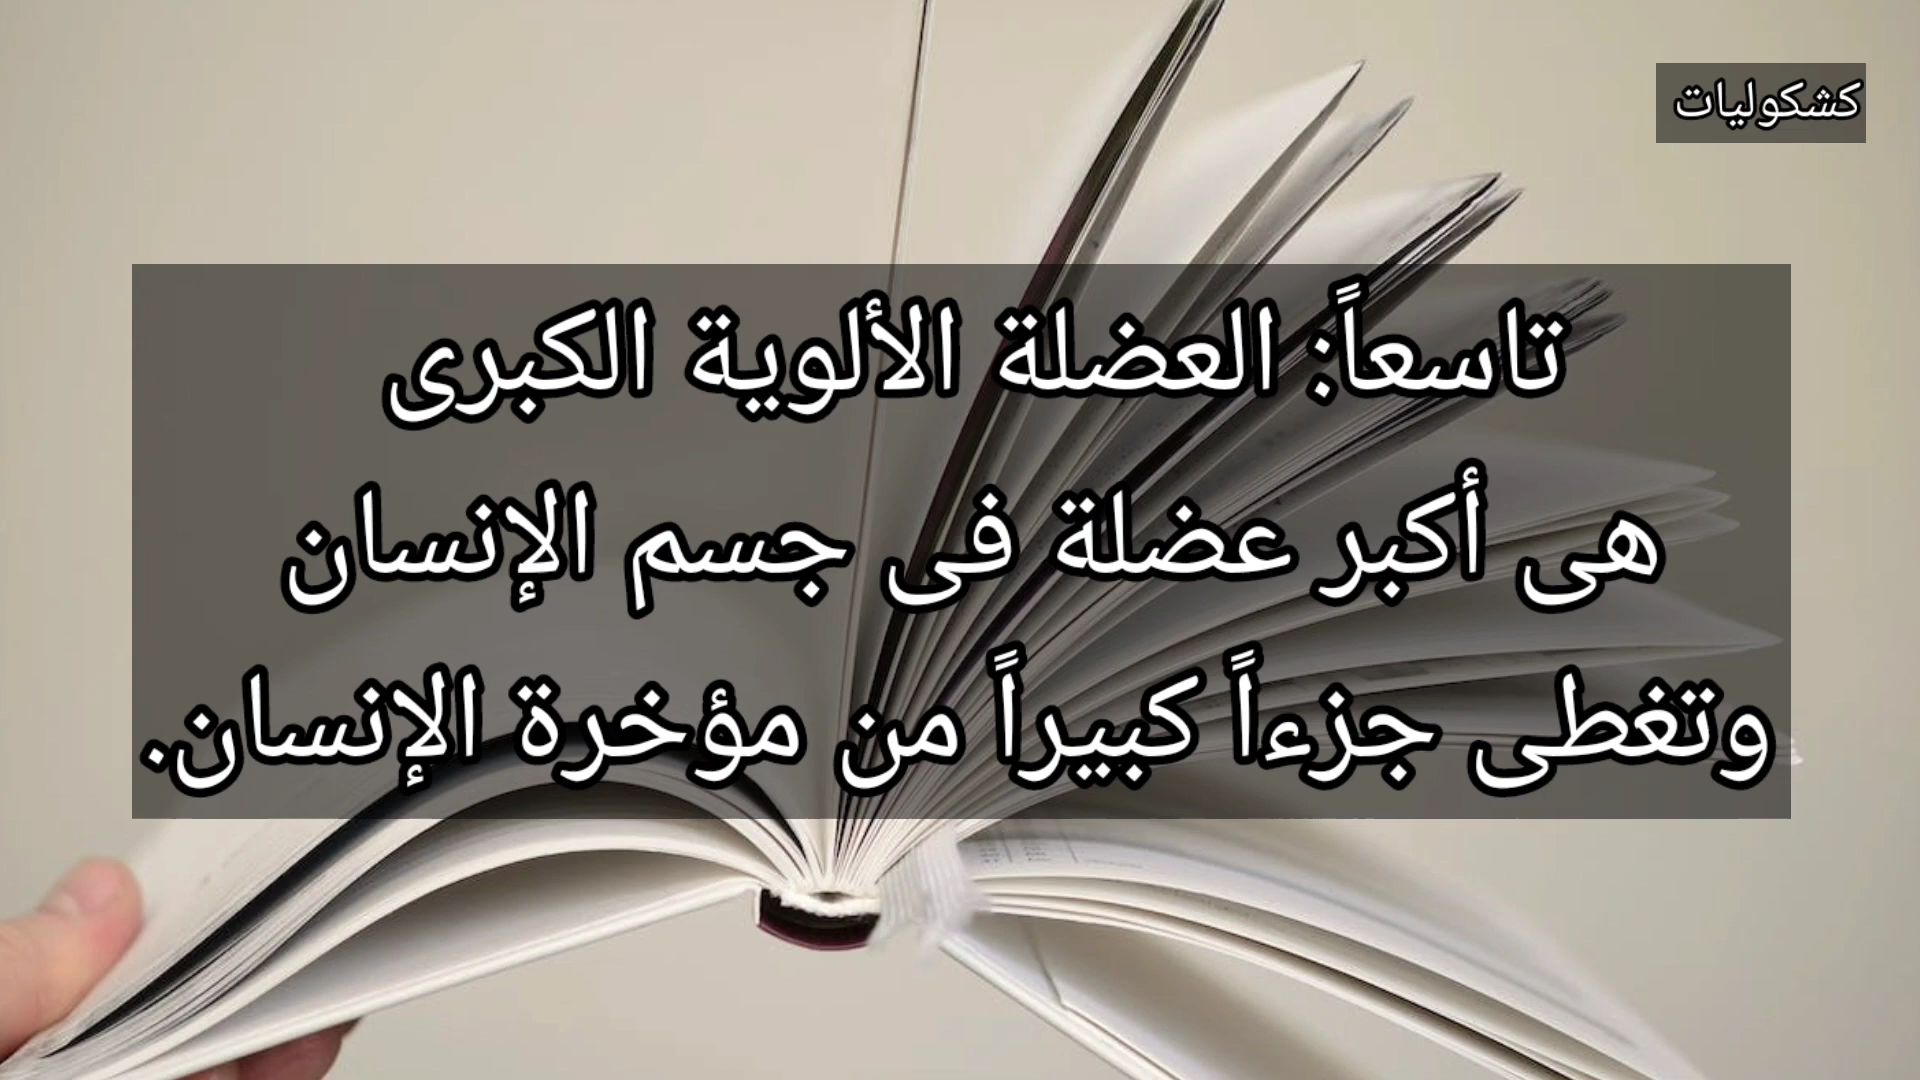 كشكوليات
تاسعاً: العضلة الألوية الكبرى
هى أكبر عضلة فى جسم الإنسان
وتغطى جزءاً كبيراً من مؤخرة الإنسان.